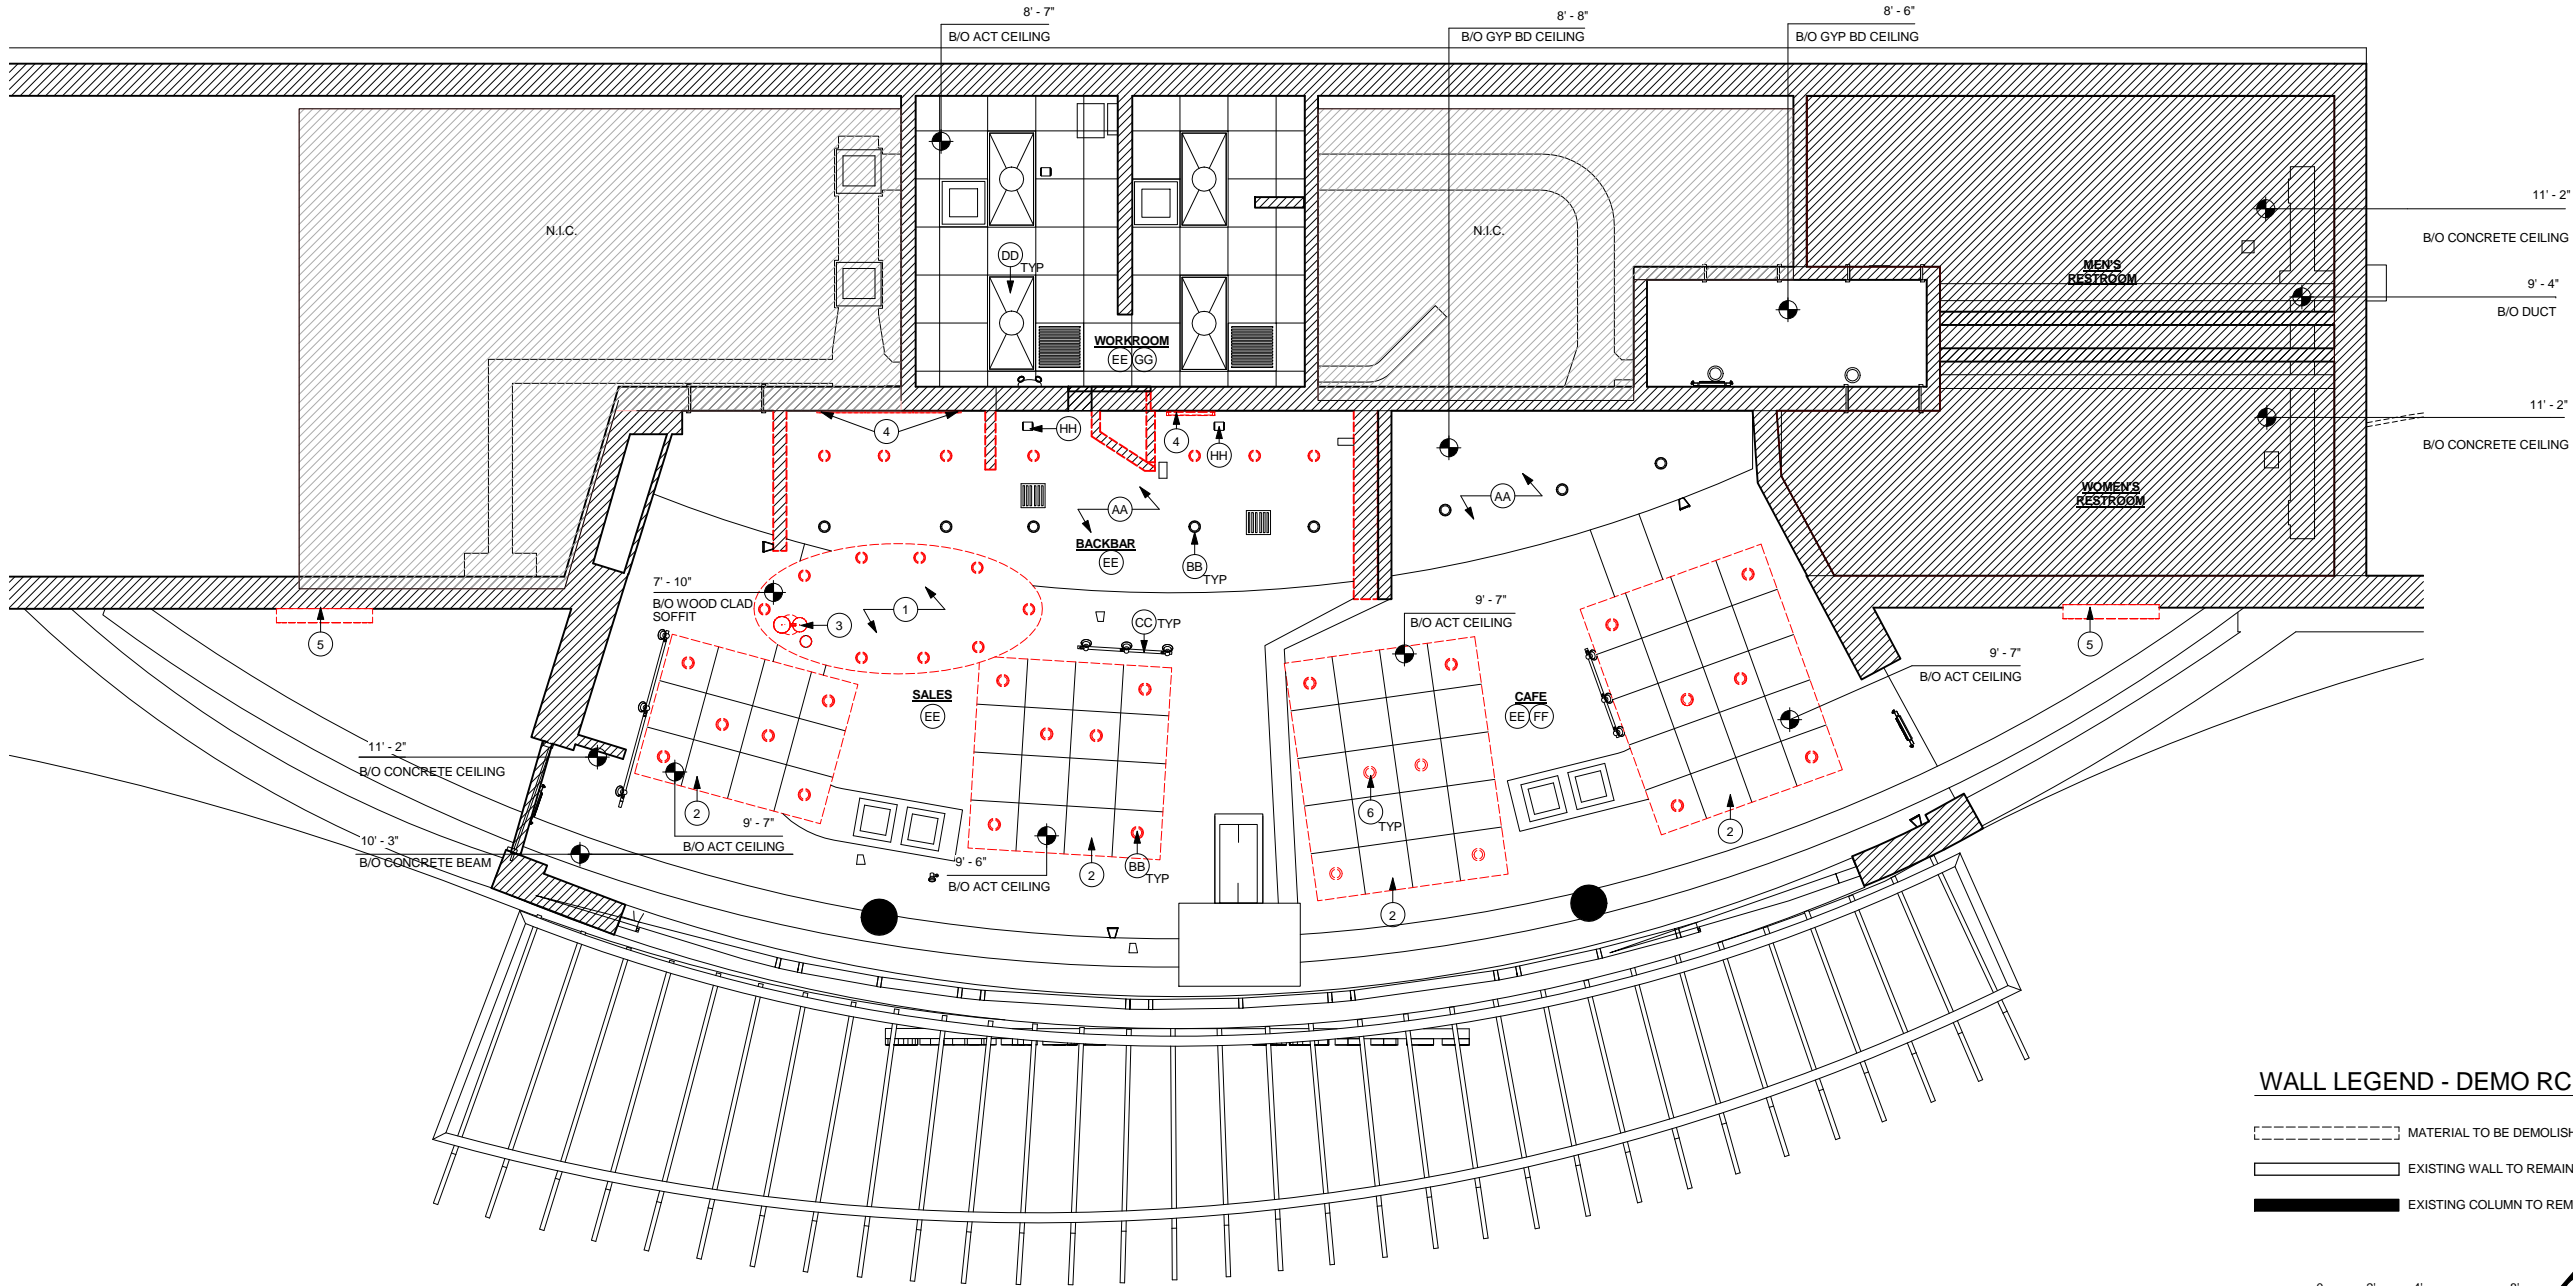 8' - 7"
B/O ACT CEILING
8' - 8"
B/O GYP BD CEILING
8' - 6"
B/O GYP BD CEILING
11' - 2"
B/O CONCRETE CEILING
N.I.C.
N.I.C.
DD
TYP
MEN'S
RESTROOM
9' - 4"
B/O DUCT
WORKROOM
EE GG
11' - 2"
B/O CONCRETE CEILING
4
HH
4
HH
AA
AA
WOMEN'S
RESTROOM
BACKBAR
EE
BB
TYP
7' - 10"
B/O WOOD CLAD
SOFFIT
1
3
CC TYP
9' - 7"
B/O ACT CEILING
5
5
9' - 7"
B/O ACT CEILING
SALES
EE
CAFE
EE FF
11' - 2"
B/O CONCRETE CEILING
2
6
TYP
2
9' - 7"
B/O ACT CEILING
10' - 3"
B/O CONCRETE BEAM
9' - 6"
B/O ACT CEILING
2
BB
TYP
2
WALL LEGEND - DEMO RC
MATERIAL TO BE DEMOLISH
EXISTING WALL TO REMAIN
EXISTING COLUMN TO REM